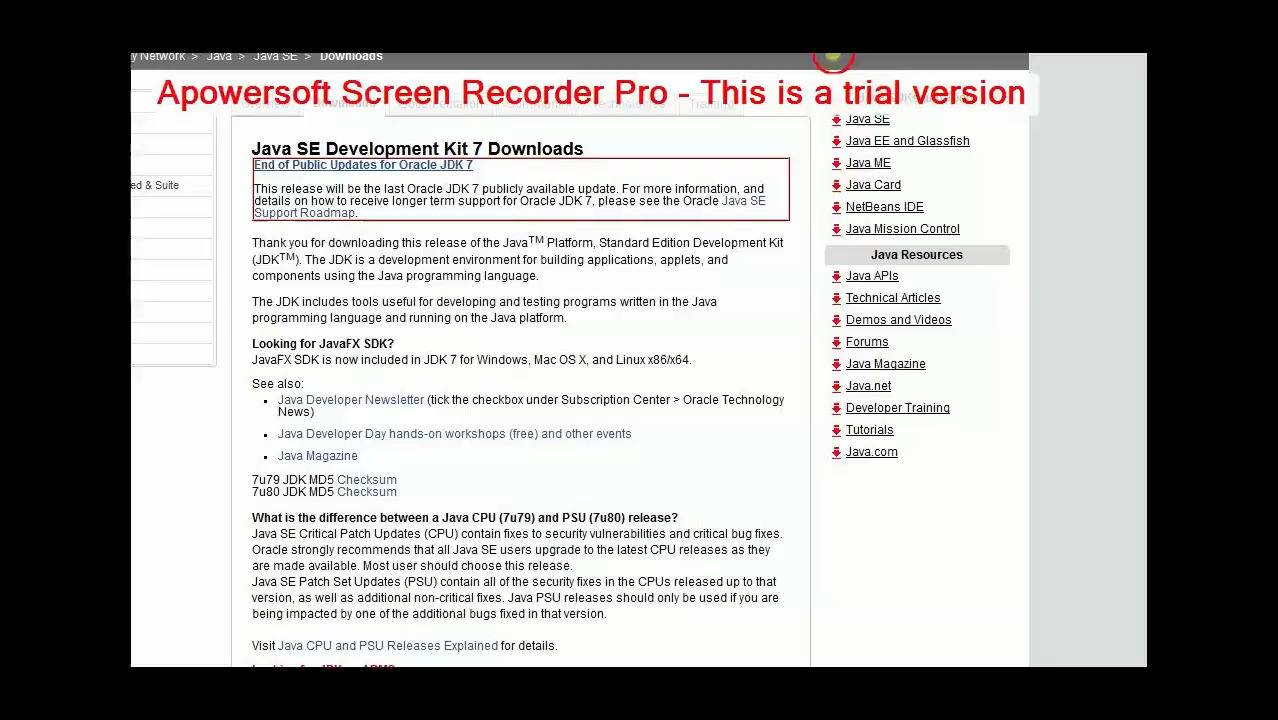 y Network > Java > Java SE > Downloads
Apowersoft Screen Recorder Pro - This is a trial version
Downloads
Training
Java SE
Java SE Development Kit 7 Downloads
End of Public Updates for Oracle JDK 7
This release will be the last Oracle JDK 7 publicly available update. For more information, and
details on how to receive longer term support for Oracle JDK 7, please see the Oracle Java SE
Support Roadmap.
Thank you for downloading this release of the Java™ Platform, Standard Edition Development Kit
(JDK™). The JDK is a development environment for building applications, applets, and
components using the Java programming language.
The JDK includes tools useful for developing and testing programs written in the Java
programming language and running on the Java platform.
Looking for JavaFX SDK?
JavaFX SDK is now included in JDK 7 for Windows, Mac OS X, and Linux x86/x64.
See also:
Java Developer Newsletter (tick the checkbox under Subscription Center > Oracle Technology
News)
Java Developer Day hands-on workshops (free) and other events
Java Magazine
7u79 JDK MD5 Checksum
7u80 JDK MD5 Checksum
What is the difference between a Java CPU (7u79) and PSU (7u80) release?
Java SE Critical Patch Updates (CPU) contain fixes to security vulnerabilities and critical bug fixes.
Oracle strongly recommends that all Java SE users upgrade to the latest CPU releases as they
are made available. Most user should choose this release.
Java SE Patch Set Updates (PSU) contain all of the security fixes in the CPUs released up to that
version, as well as additional non-critical fixes. Java PSU releases should only be used if you are
being impacted by one of the additional bugs fixed in that version.
Visit Java CPU and PSU Releases Explained for details.
ed & Suite
Java EE and Glassfish
Java ME
Java Card
NetBeans IDE
Java Mission Control
Java Resources
Java APIs
Technical Articles
Demos and Videos
Forums
Java Magazine
Java.net
Developer Training
Tutorials
Java.com